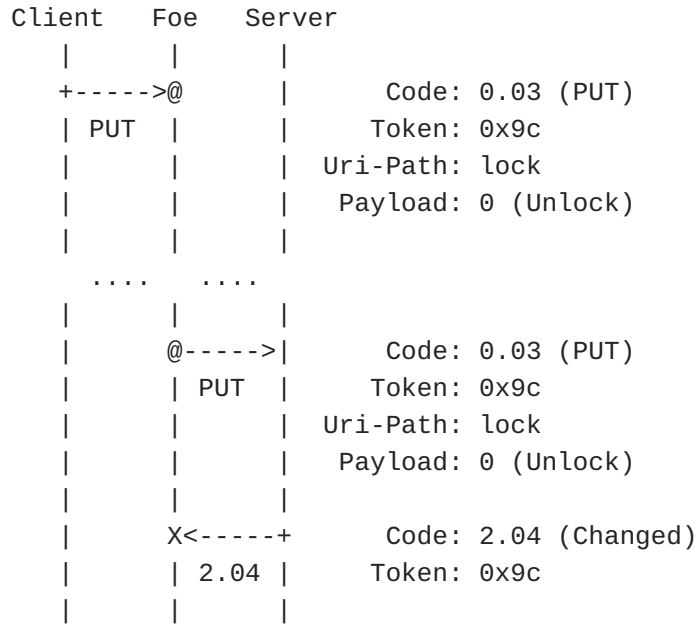 Client   Foe   Server
   |      |      |
   +----->@      |      Code: 0.03 (PUT)
   | PUT  |      |     Token: 0x9c
   |      |      |  Uri-Path: lock
   |      |      |   Payload: 0 (Unlock)
   |      |      |
     ....   ....
   |      |      |
   |      @----->|      Code: 0.03 (PUT)
   |      | PUT  |     Token: 0x9c
   |      |      |  Uri-Path: lock
   |      |      |   Payload: 0 (Unlock)
   |      |      |
   |      X<-----+      Code: 2.04 (Changed)
   |      | 2.04 |     Token: 0x9c
   |      |      |